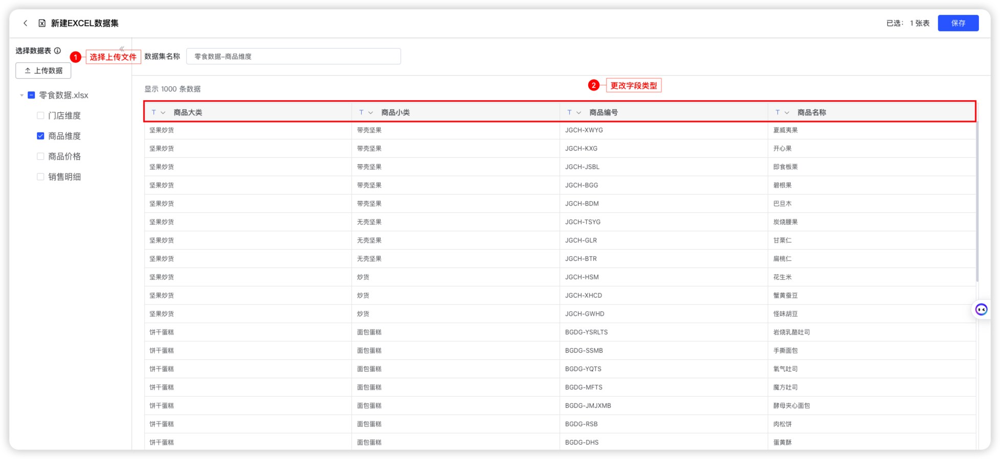 新建EXCEL数据集
已选： 1 张表
保存
选择数据表
1 选择上传文件
上传数据
数据集名称
零食数据-商品维度
零食数据.xlsx
门店维度
商品维度
商品价格
销售明细
显示 1000 条数据
2 更改字段类型
T 商品大类 T 商品小类 T 商品编号 T 商品名称
坚果炒货 带壳坚果 JGCH-XWYG 夏威夷果
坚果炒货 带壳坚果 JGCH-KXG 开心果
坚果炒货 带壳坚果 JGCH-JSBL 即食板栗
坚果炒货 带壳坚果 JGCH-BGG 碧根果
坚果炒货 带壳坚果 JGCH-BDM 巴旦木
坚果炒货 无壳坚果 JGCH-TSYG 炭烧腰果
坚果炒货 无壳坚果 JGCH-GLR 甘栗仁
坚果炒货 无壳坚果 JGCH-BTR 扁桃仁
坚果炒货 炒货 JGCH-HSM 花生米
坚果炒货 炒货 JGCH-XHCD 蟹黄蚕豆
坚果炒货 炒货 JGCH-GWHD 怪味胡豆
饼干蛋糕 面包蛋糕 BGDG-YSRLTS 岩烧乳酪吐司
饼干蛋糕 面包蛋糕 BGDG-SSMB 手撕面包
饼干蛋糕 面包蛋糕 BGDG-YQTS 氧气吐司
饼干蛋糕 面包蛋糕 BGDG-MFTS 魔方吐司
饼干蛋糕 面包蛋糕 BGDG-JMJXMB 酵母夹心面包
饼干蛋糕 面包蛋糕 BGDG-RSB 肉松饼
饼干蛋糕 面包蛋糕 BGDG-DHS 蛋黄酥